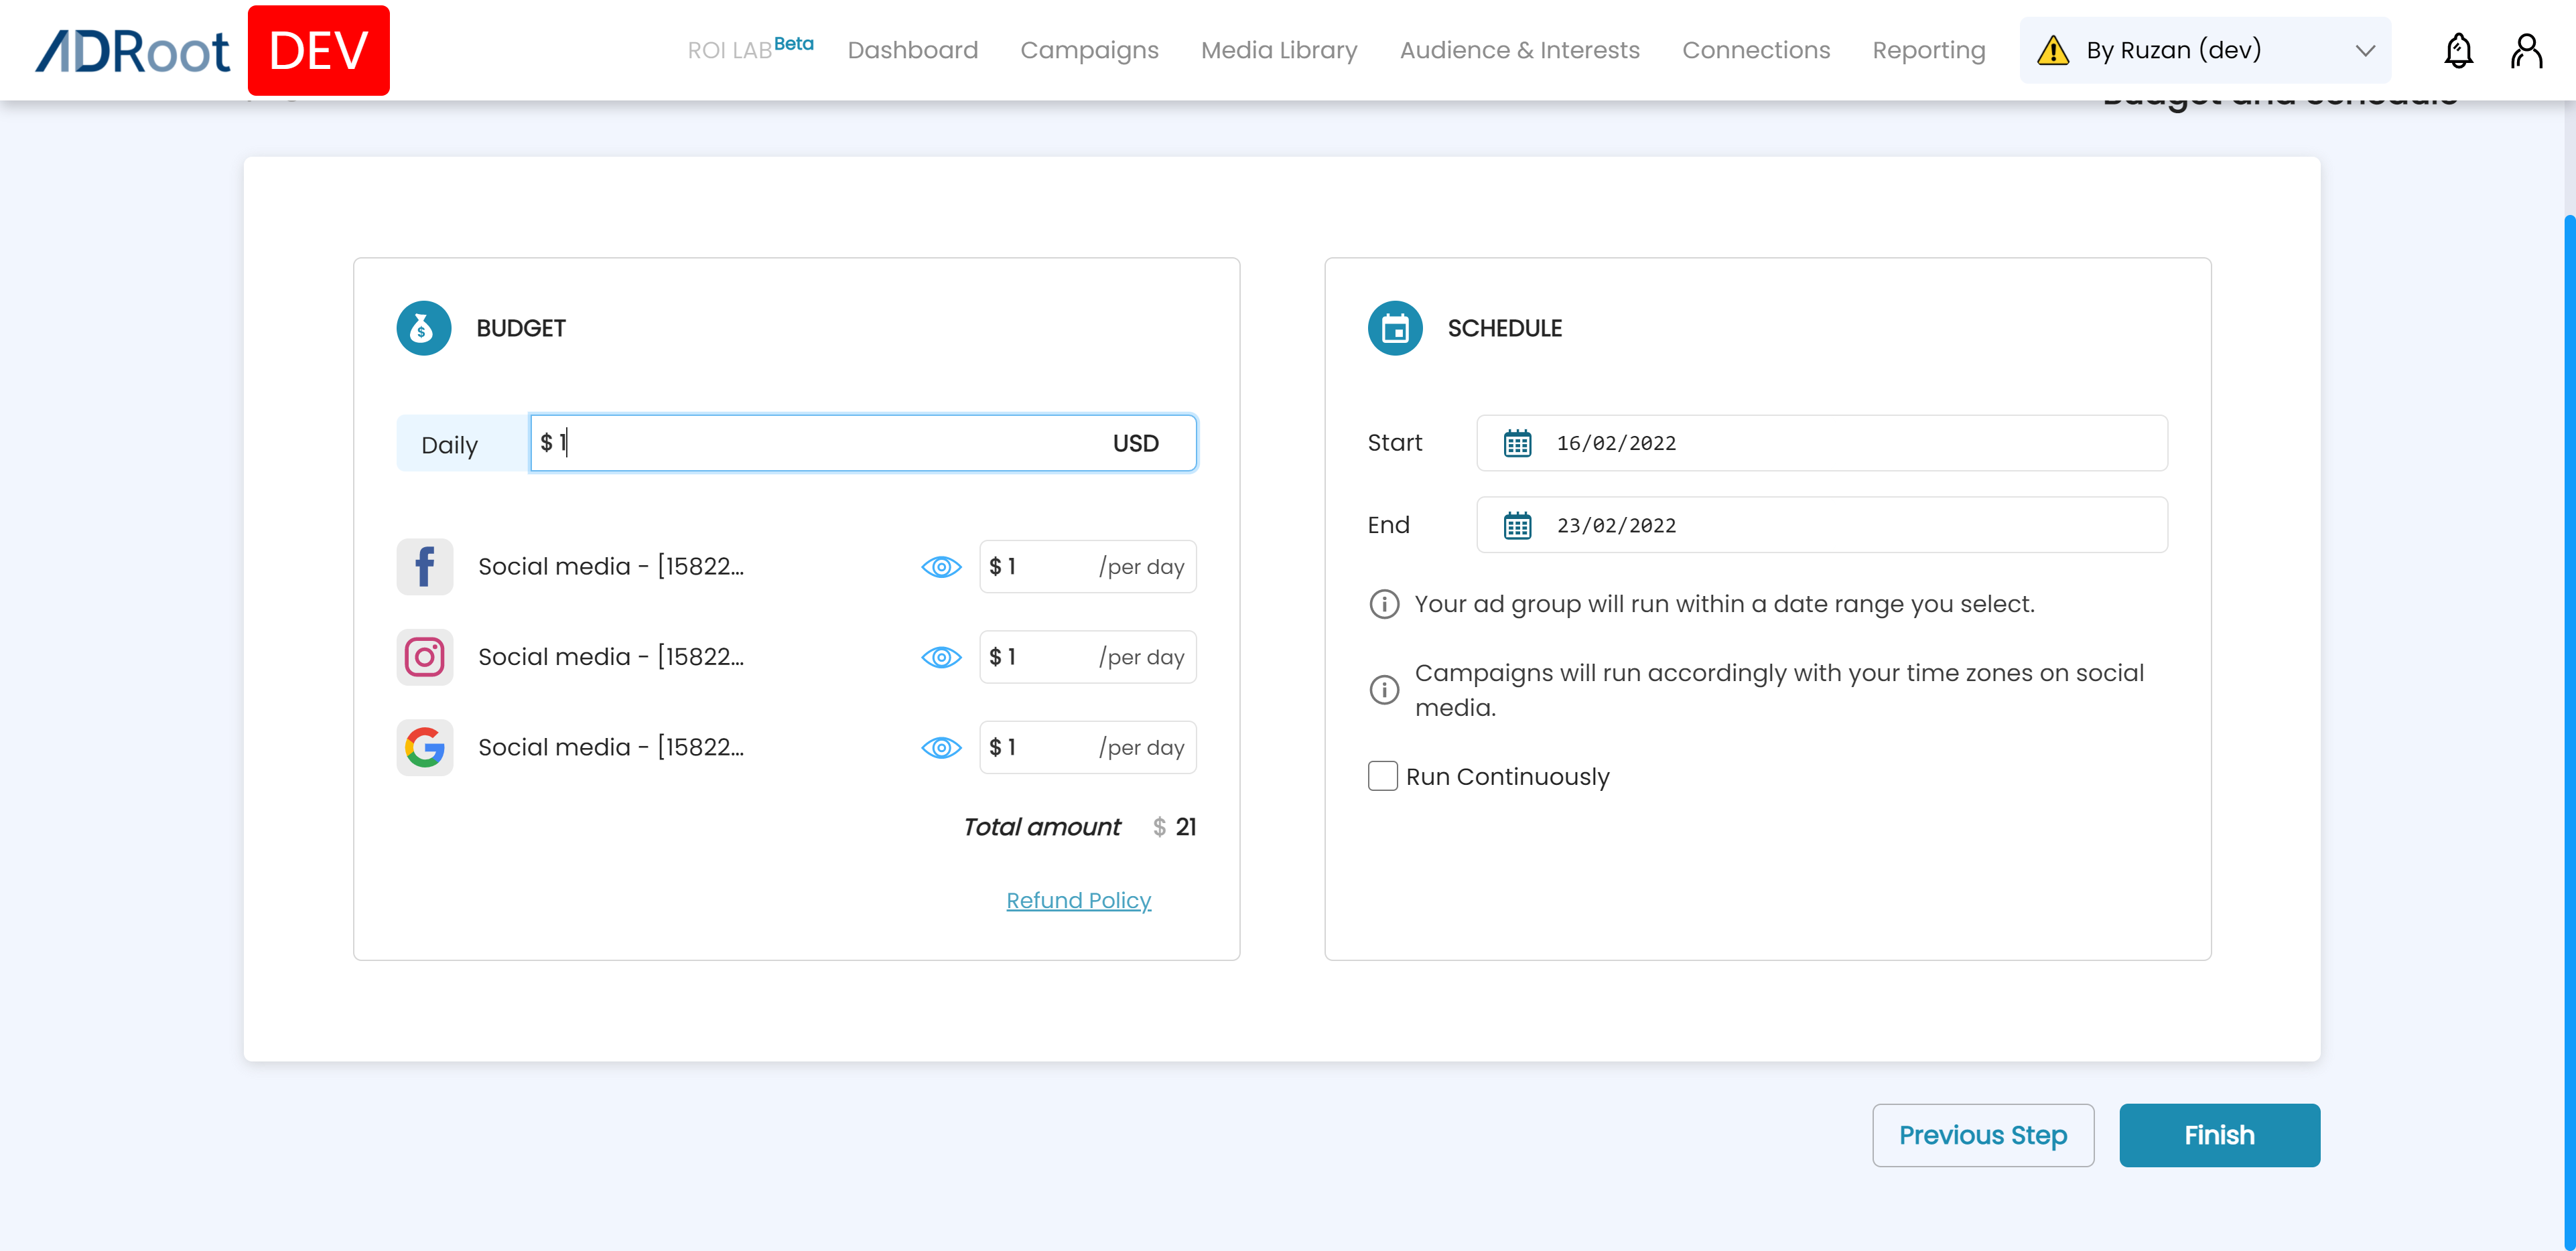 ADRoot DEV
ROI LAB Beta Dashboard Campaigns Media Library Audience & Interests Connections Reporting By Ruzan (dev)
Budget and Schedule
BUDGET
Daily $ 1 USD
Social media - [15822... $ 1 /per day
Social media - [15822... $ 1 /per day
Social media - [15822... $ 1 /per day
Total amount $ 21
Refund Policy
SCHEDULE
Start 16/02/2022
End 23/02/2022
Your ad group will run within a date range you select.
Campaigns will run accordingly with your time zones on social
media.
Run Continuously
Previous Step Finish